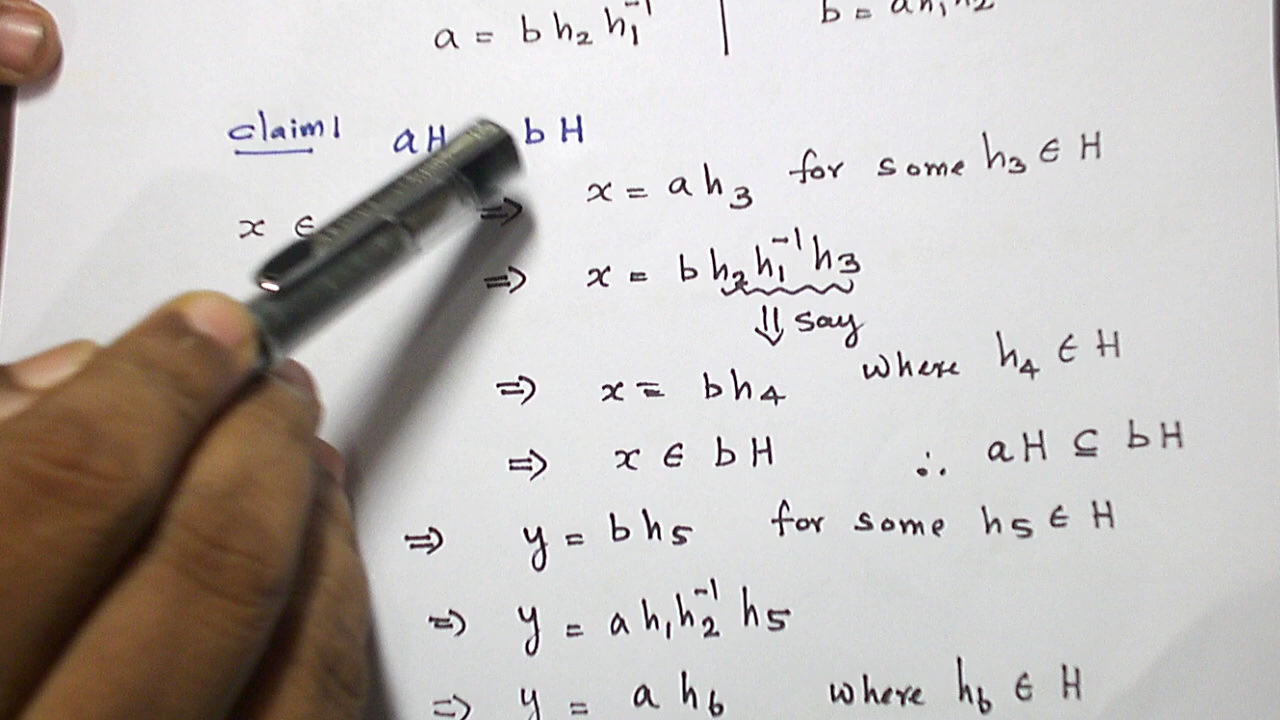 a = b h₂ h₁⁻¹ | b = a h₁ h₂
claim1 aH bH
x ∈ ⇒ x = a h₃ for some h₃ ∈ H
⇒ x = b h₂ h₁⁻¹ h₃
⇓ say
⇒ x = b h₄ where h₄ ∈ H
⇒ x ∈ bH ∴ aH ⊆ bH
⇒ y = b h₅ for some h₅ ∈ H
⇒ y = a h₁ h₂⁻¹ h₅
⇒ y = a h₆ where h₆ ∈ H